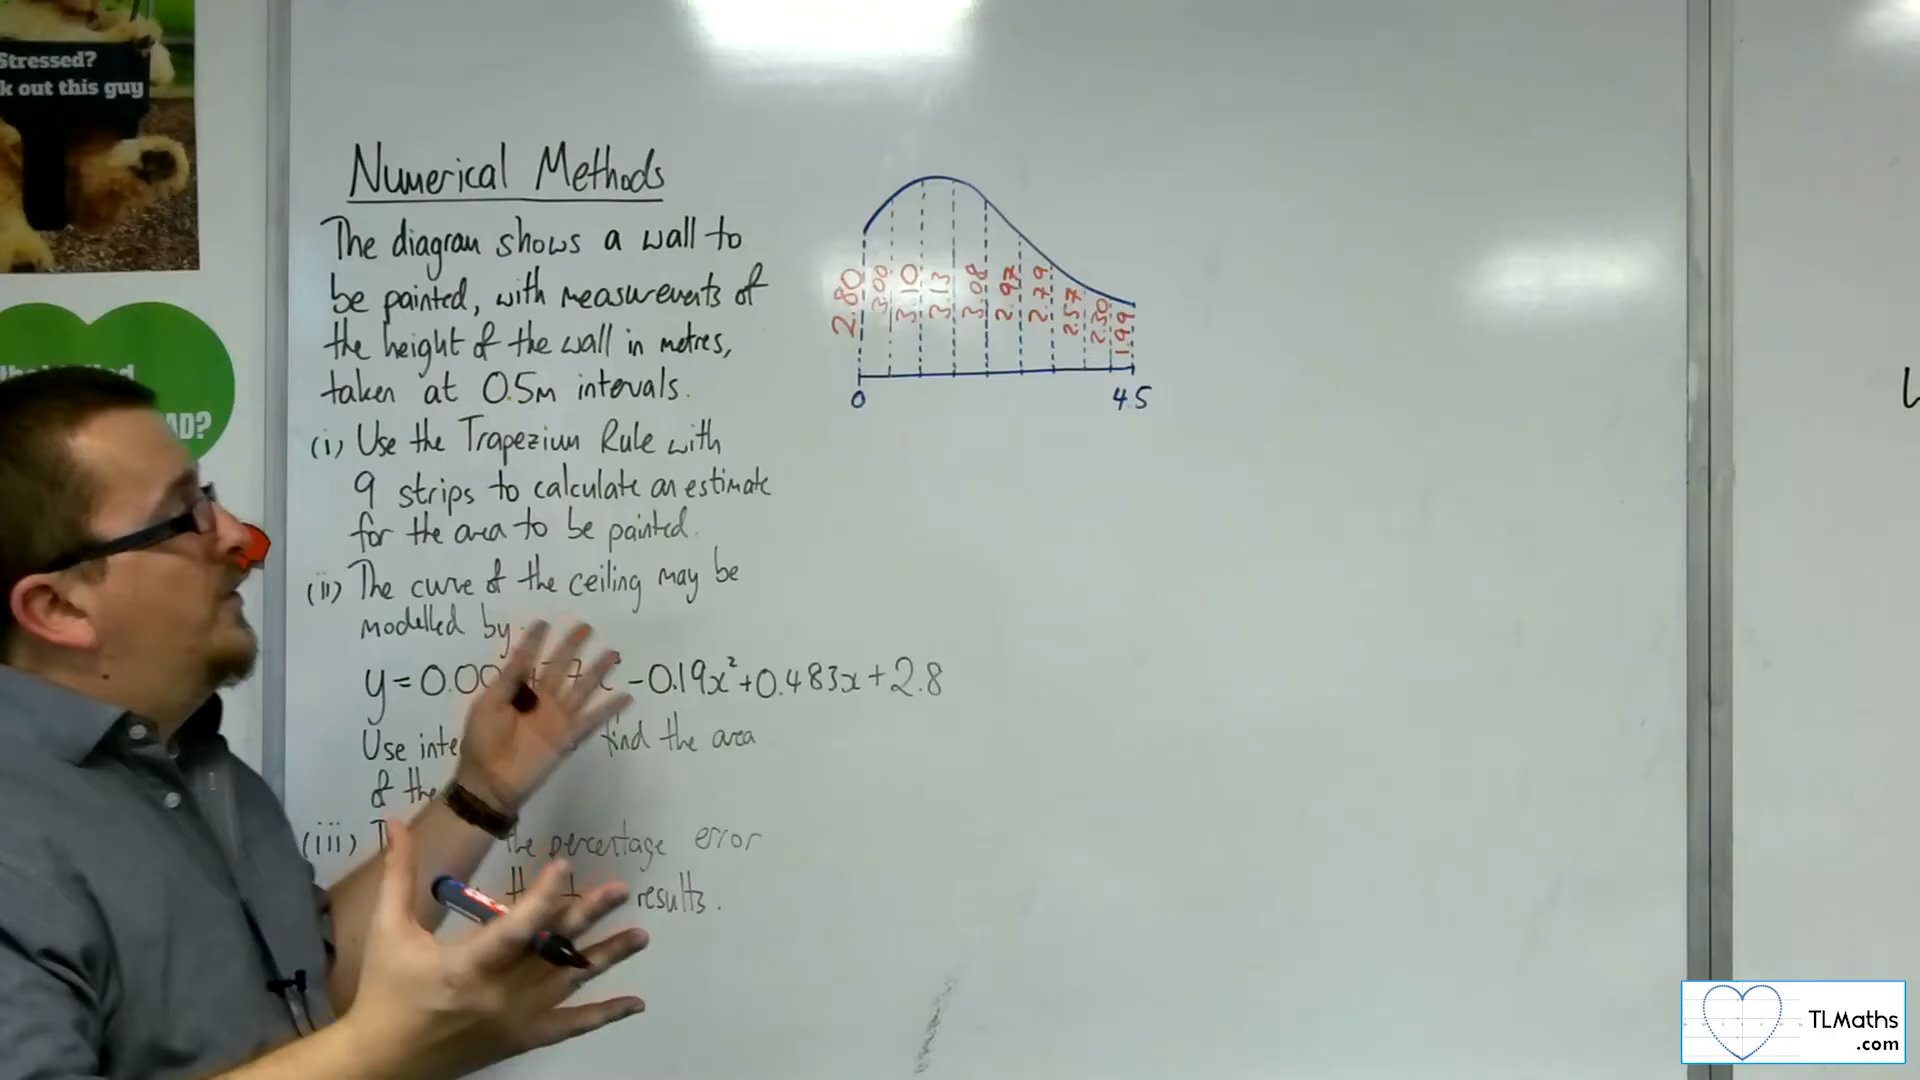 Stressed?
k out this guy
AD?
Numerical Methods
The diagram shows a wall to
be painted, with measurements of
the height of the wall in metres,
taken at 0.5m intervals.
(i) Use the Trapezium Rule with
9 strips to calculate an estimate
for the area to be painted.
(ii) The curve of the ceiling may be
modelled by
y = 0.00 - 0.19x² + 0.483x + 2.8
Use find the area
of the
(iii) the percentage error
results.
2.80 3.00 3.10 3.13 3.08 2.97 2.79 2.57 2.30 1.99
0 4.5
TLMaths
.com